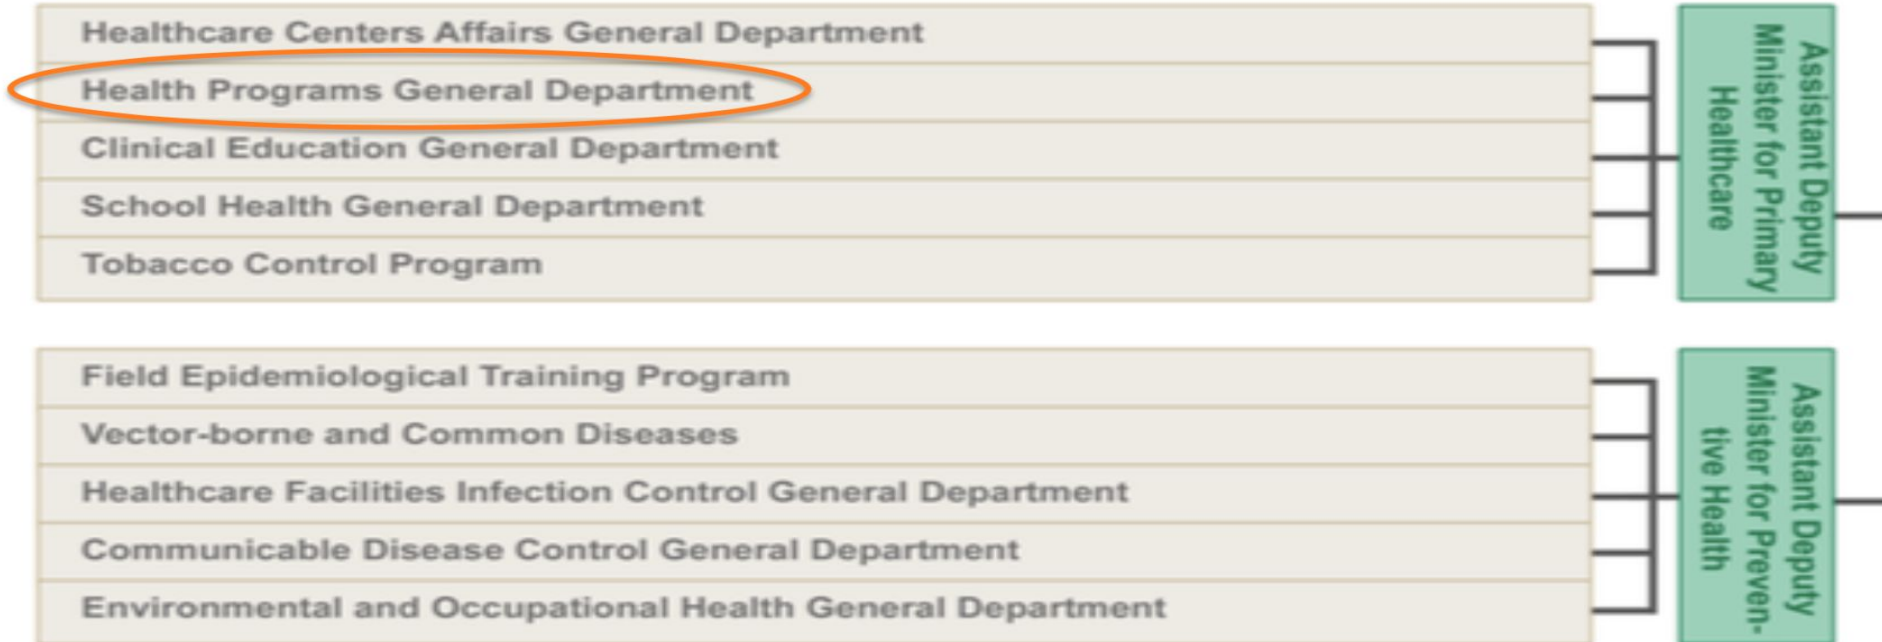 Healthcare Centers Affairs General Department
Health Programs General Department
Clinical Education General Department
School Health General Department
Tobacco Control Program
Assistant Deputy
Minister for Primary
Healthcare
Field Epidemiological Training Program
Vector-borne and Common Diseases
Healthcare Facilities Infection Control General Department
Communicable Disease Control General Department
Environmental and Occupational Health General Department
Assistant Deputy
Minister for Preven-
tive Health